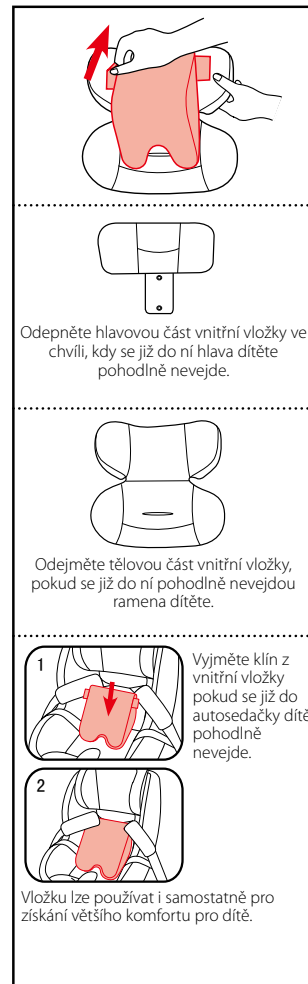 Odepněte hlavovou část vnitřní vložky ve
chvíli, kdy se již do ní hlava dítěte
pohodlně nevejde.
Odejměte tělovou část vnitřní vložky,
pokud se již do ní pohodlně nevejdou
ramena dítěte.
1
Vyjměte klín z
vnitřní vložky
pokud se již do
autosedačky dítě
pohodlně
nevejde.
2
Vložku lze používat i samostatně pro
získání většího komfortu pro dítě.